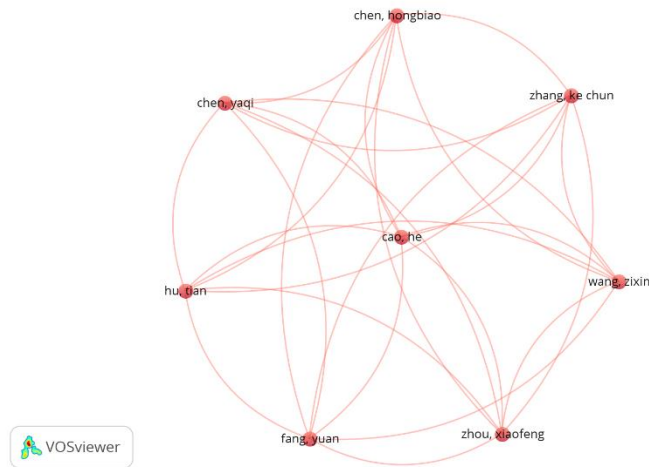 chen, hongbiao
zhang, ke chun
chen, yaqi
cao, he
wang, zixin
hu, tian
fang, yuan
zhou, xiaofeng
VOSviewer